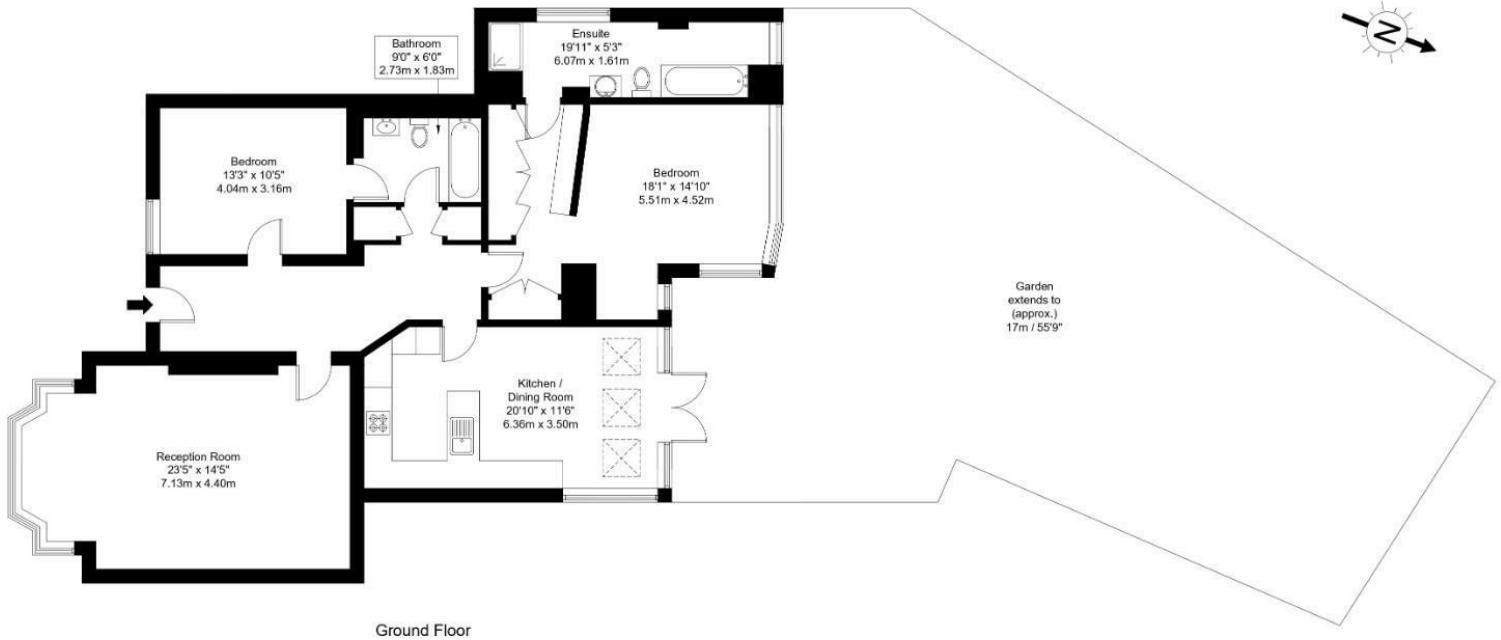 Bathroom
9'0" x 6'0"
2.73m x 1.83m
Ensuite
19'11" x 5'3"
6.07m x 1.61m
N
Bedroom
13'3" x 10'5"
4.04m x 3.16m
Bedroom
18'1" x 14'10"
5.51m x 4.52m
Garden
extends to
(approx.)
17m / 55'9"
Kitchen /
Dining Room
20'10" x 11'6"
6.36m x 3.50m
Reception Room
23'5" x 14'5"
7.13m x 4.40m
Ground Floor